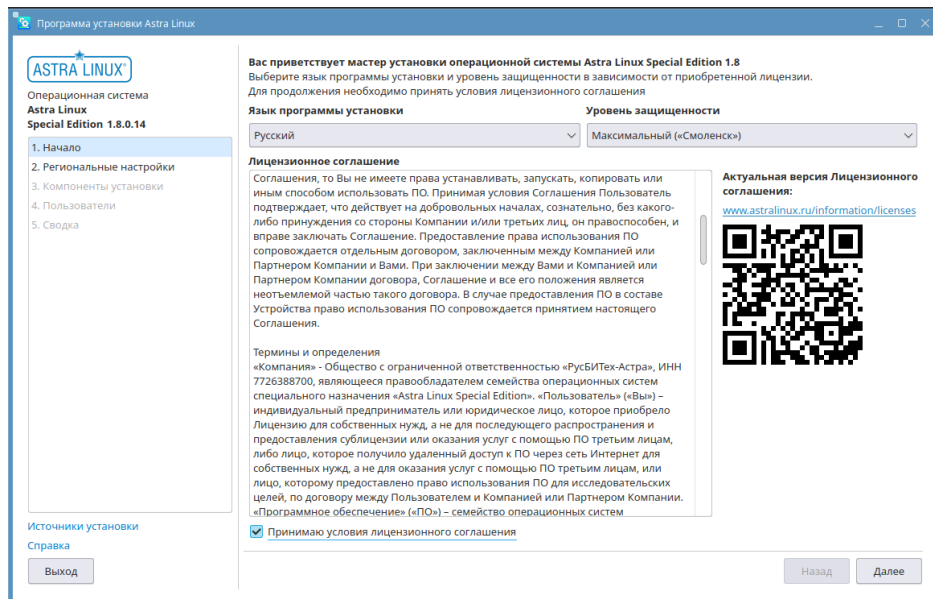 Программа установки Astra Linux
ASTRA LINUX®
Операционная система
Astra Linux
Special Edition 1.8.0.14
1. Начало
2. Региональные настройки
3. Компоненты установки
4. Пользователи
5. Сводка
Источники установки
Справка
Выход
Вас приветствует мастер установки операционной системы Astra Linux Special Edition 1.8
Выберите язык программы установки и уровень защищенности в зависимости от приобретенной лицензии.
Для продолжения необходимо принять условия лицензионного соглашения
Язык программы установки
Уровень защищенности
Русский
Максимальный («Смоленск»)
Лицензионное соглашение
Соглашения, то Вы не имеете права устанавливать, запускать, копировать или
иным способом использовать ПО. Принимая условия Соглашения Пользователь
подтверждает, что действует на добровольных началах, сознательно, без какого-
либо принуждения со стороны Компании и/или третьих лиц, он правоспособен, и
вправе заключать Соглашение. Предоставление права использования ПО
сопровождается отдельным договором, заключенным между Компанией или
Партнером Компании и Вами. При заключении между Вами и Компанией или
Партнером Компании договора, Соглашение и все его положения является
неотъемлемой частью такого договора. В случае предоставления ПО в составе
Устройства право использования ПО сопровождается принятием настоящего
Соглашения.
Термины и определения
«Компания» - Общество с ограниченной ответственностью «РусБИТех-Астра», ИНН
7726388700, являющееся правообладателем семейства операционных систем
специального назначения «Astra Linux Special Edition». «Пользователь» («Вы») –
индивидуальный предприниматель или юридическое лицо, которое приобрело
Лицензию для собственных нужд, а не для последующего распространения и
предоставления сублицензии или оказания услуг с помощью ПО третьим лицам,
либо лицо, которое получило удаленный доступ к ПО через сеть Интернет для
собственных нужд, а не для оказания услуг с помощью ПО третьим лицам, или
лицо, которому предоставлено право использования ПО для исследовательских
целей, по договору между Пользователем и Компанией или Партнером Компании.
«Программное обеспечение» («ПО») – семейство операционных систем
Актуальная версия Лицензионного
соглашения:
www.astralinux.ru/information/licenses
Принимаю условия лицензионного соглашения
Назад
Далее